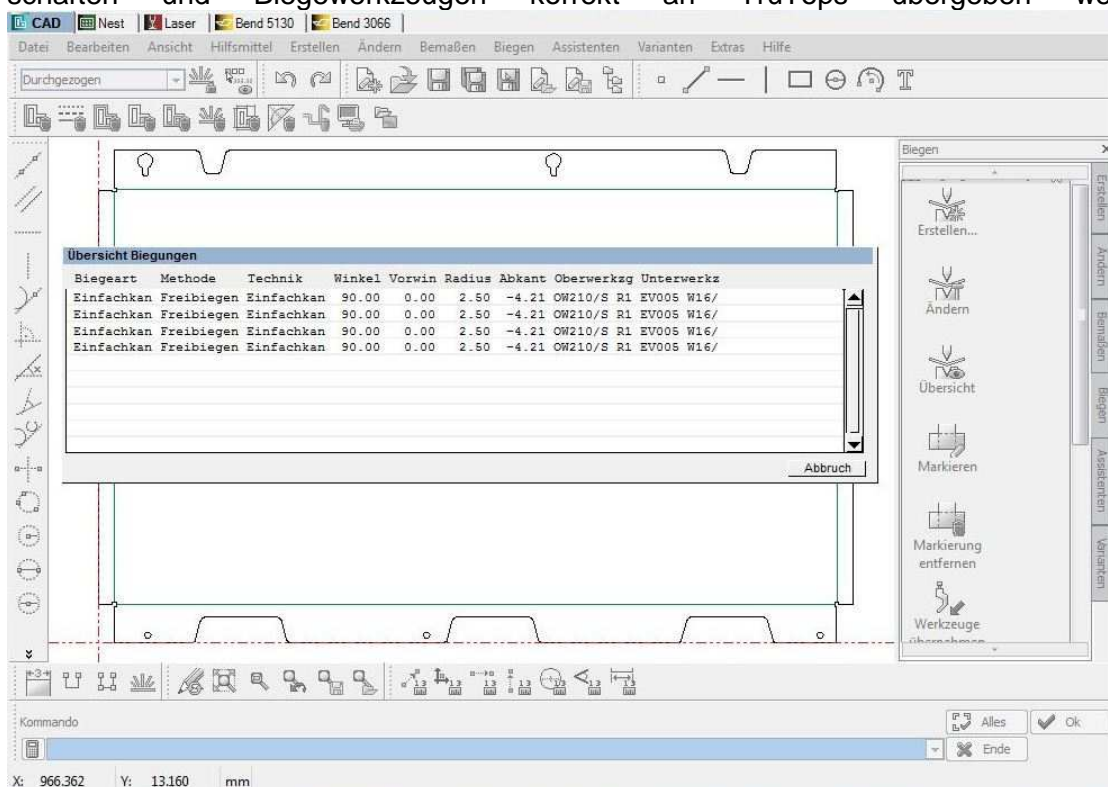 schaften und Biegewerkzeugen korrekt an TruTops übergeben we
CAD Nest Laser Bend 5130 Bend 3066
Datei Bearbeiten Ansicht Hilfsmittel Erstellen Ändern Bemaßen Biegen Assistenten Varianten Extras Hilfe
Durchgezogen
Biegen
Erstellen...
Ändern
Übersicht
Markieren
Markierung
entfernen
Werkzeuge
übernehmen
Erstellen
Ändern
Bemaßen
Biegen
Assistenten
Varianten
Übersicht Biegungen
Biegeart Methode Technik Winkel Vorwin Radius Abkant Oberwerkzg Unterwerkz
Einfachkan Freibiegen Einfachkan 90.00 0.00 2.50 -4.21 OW210/S R1 EV005 W16/
Einfachkan Freibiegen Einfachkan 90.00 0.00 2.50 -4.21 OW210/S R1 EV005 W16/
Einfachkan Freibiegen Einfachkan 90.00 0.00 2.50 -4.21 OW210/S R1 EV005 W16/
Einfachkan Freibiegen Einfachkan 90.00 0.00 2.50 -4.21 OW210/S R1 EV005 W16/
Abbruch
Kommando
Alles Ok
Ende
X: 966.362 Y: 13.160 mm